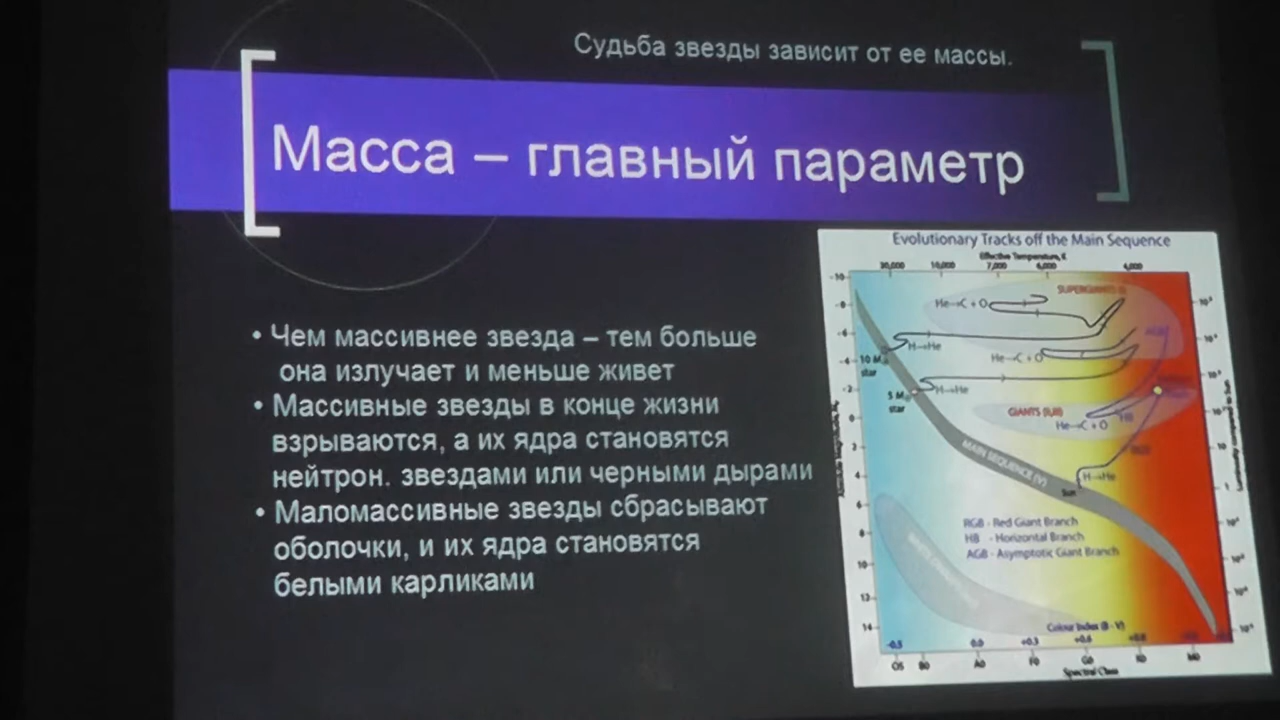 Судьба звезды зависит от ее массы.
Масса – главный параметр
• Чем массивнее звезда – тем больше
она излучает и меньше живет
• Массивные звезды в конце жизни
взрываются, а их ядра становятся
нейтрон. звездами или черными дырами
• Маломассивные звезды сбрасывают
оболочки, и их ядра становятся
белыми карликами
Evolutionary Tracks off the Main Sequence
Effective Temperature, K
30,000 10,000 7,000 6,000 4,000
SUPERGIANTS (I)
He→C + O
H→He
He→C + O
10 M
star
H→He
5 M
star
GIANTS (II,III)
HB
He→C + O
MAIN SEQUENCE (V)
H→He
Sun
RGB - Red Giant Branch
HB - Horizontal Branch
AGB - Asymptotic Giant Branch
Colour Index (B - V)
-0.5 0.0 +0.3 +0.6
O5 B0 A0 F0 G0 K0 M0
Spectral Class